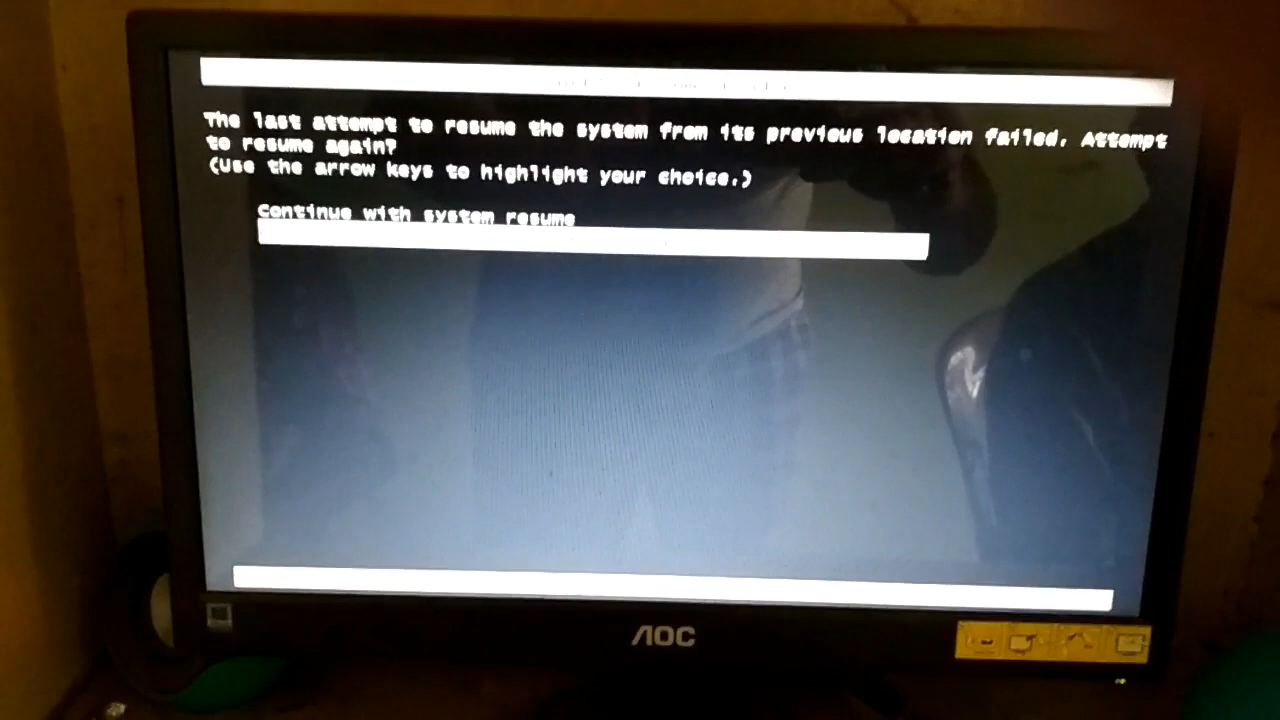 The last attempt to resume the system from its previous location failed. Attempt
to resume again?
(Use the arrow keys to highlight your choice.)
Continue with system resume
AOC